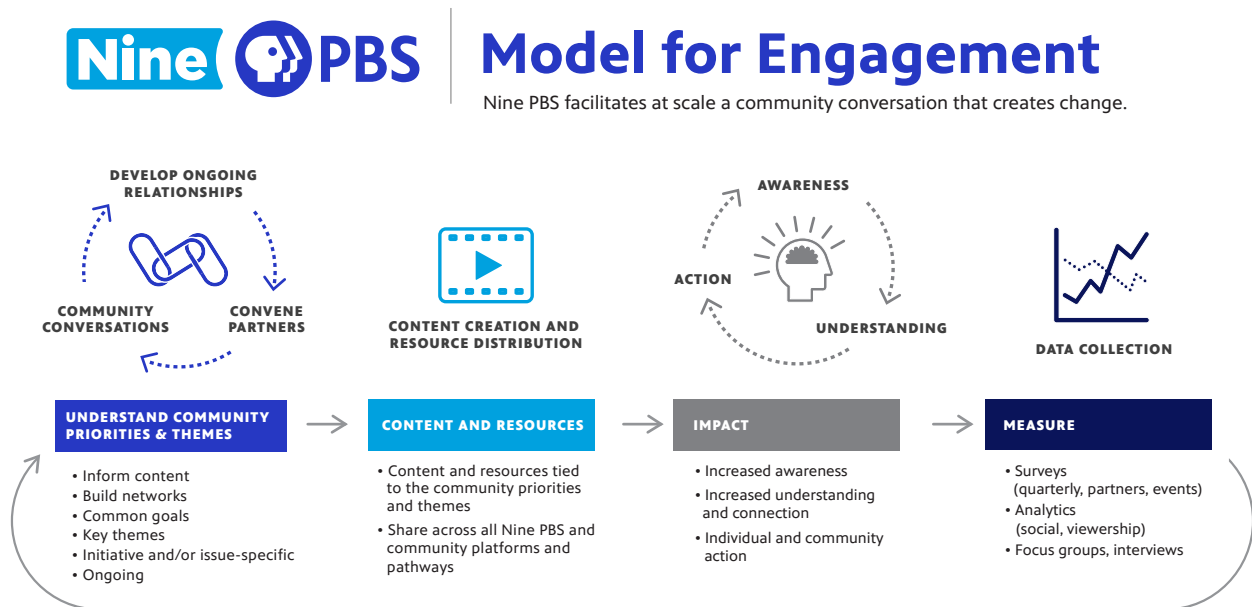 Nine PBS
Model for Engagement
Nine PBS facilitates at scale a community conversation that creates change.
DEVELOP ONGOING
RELATIONSHIPS
COMMUNITY
CONVERSATIONS
CONVENE
PARTNERS
CONTENT CREATION AND
RESOURCE DISTRIBUTION
AWARENESS
ACTION
UNDERSTANDING
DATA COLLECTION
UNDERSTAND COMMUNITY
PRIORITIES & THEMES
• Inform content
• Build networks
• Common goals
• Key themes
• Initiative and/or issue-specific
• Ongoing
CONTENT AND RESOURCES
• Content and resources tied
to the community priorities
and themes
• Share across all Nine PBS and
community platforms and
pathways
IMPACT
• Increased awareness
• Increased understanding
and connection
• Individual and community
action
MEASURE
• Surveys
(quarterly, partners, events)
• Analytics
(social, viewership)
• Focus groups, interviews